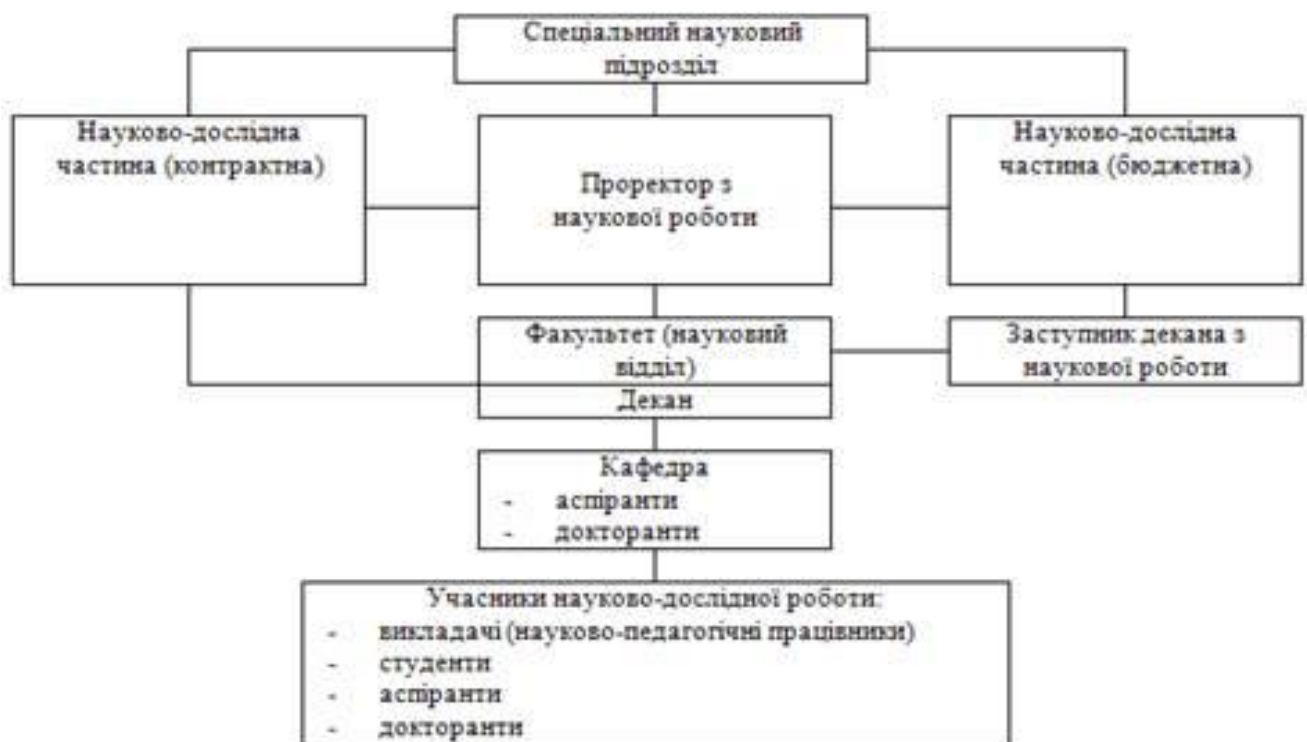 Спеціальний науковий
підрозділ
Науково-дослідна
частина (контрактна)
Проректор з
наукової роботи
Науково-дослідна
частина (бюджетна)
Факультет (науковий
відділ)
Декан
Заступник декана з
наукової роботи
Кафедра
- аспіранти
- докторанти
Учасники науково-дослідної роботи:
- викладачі (науково-педагогічні працівники)
- студенти
- аспіранти
- докторанти